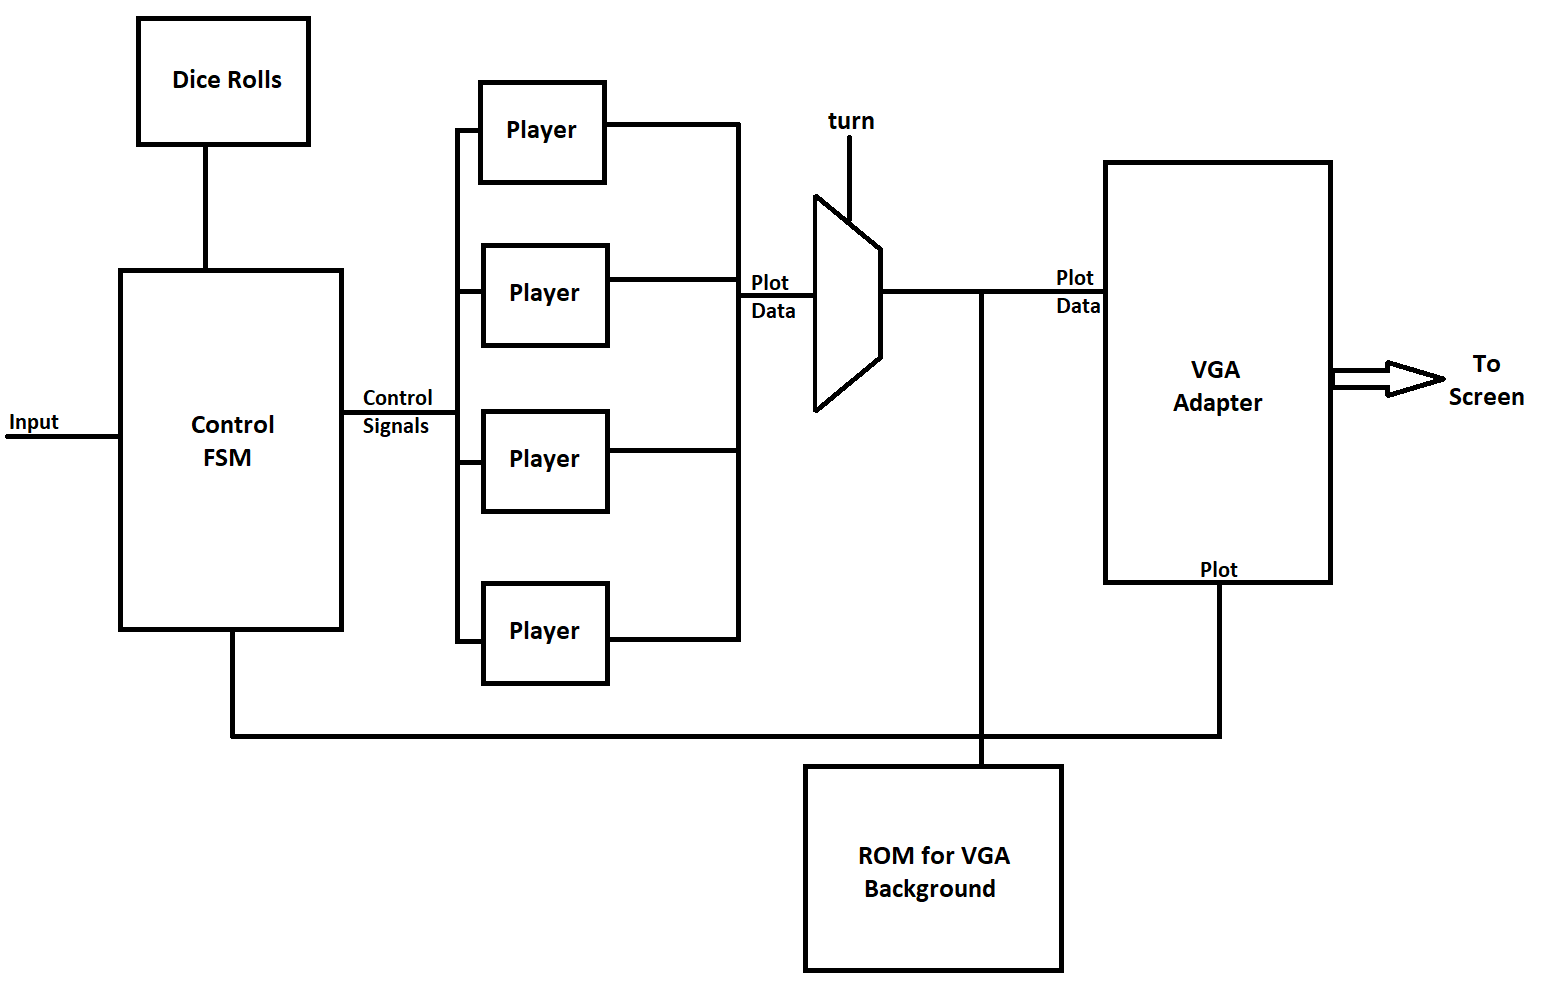 Dice Rolls
Input
Control
FSM
Control
Signals
Player
Player
Player
Player
Plot
Data
turn
Plot
Data
VGA
Adapter
Plot
To
Screen
ROM for VGA
Background